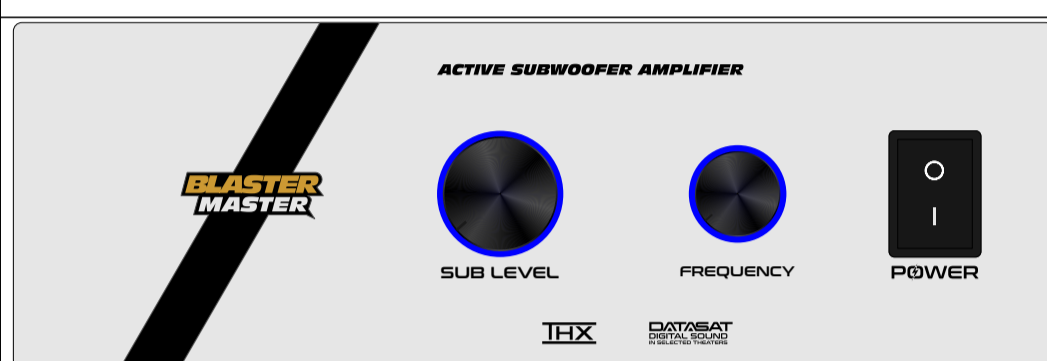 ACTIVE SUBWOOFER AMPLIFIER
BLASTER
MASTER
SUB LEVEL
FREQUENCY
POWER
THX
DATASAT
DIGITAL SOUND
IN SELECTED THEATERS